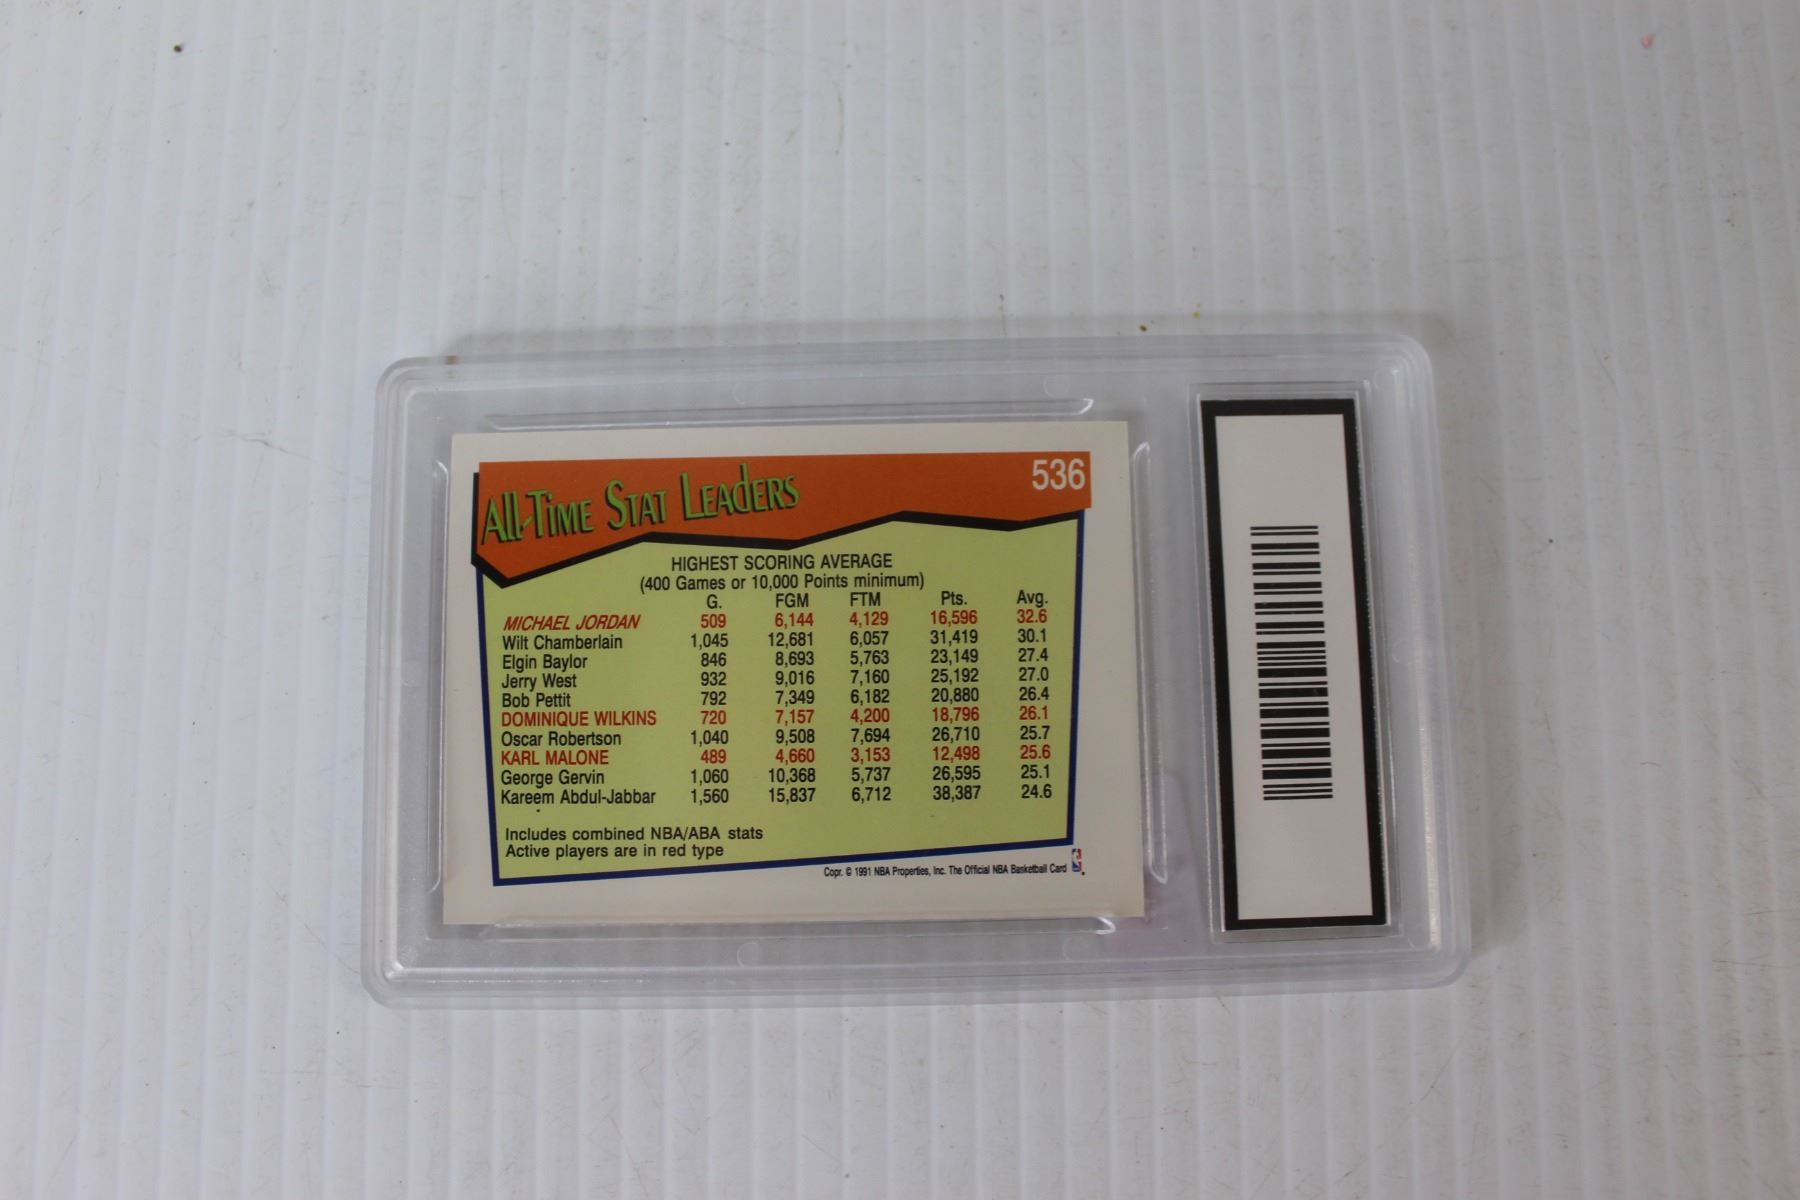 All-Time Stat Leaders 536
HIGHEST SCORING AVERAGE
(400 Games or 10,000 Points minimum)
G. FGM FTM Pts. Avg.
MICHAEL JORDAN 509 6,144 4,129 16,596 32.6
Wilt Chamberlain 1,045 12,681 6,057 31,419 30.1
Elgin Baylor 846 8,693 5,763 23,149 27.4
Jerry West 932 9,016 7,160 25,192 27.0
Bob Pettit 792 7,349 6,182 20,880 26.4
DOMINIQUE WILKINS 720 7,157 4,200 18,796 26.1
Oscar Robertson 1,040 9,508 7,694 26,710 25.7
KARL MALONE 489 4,660 3,153 12,498 25.6
George Gervin 1,060 10,368 5,737 26,595 25.1
Kareem Abdul-Jabbar 1,560 15,837 6,712 38,387 24.6
Includes combined NBA/ABA stats
Active players are in red type
Copr. © 1991 NBA Properties, Inc. The Official NBA Basketball Card